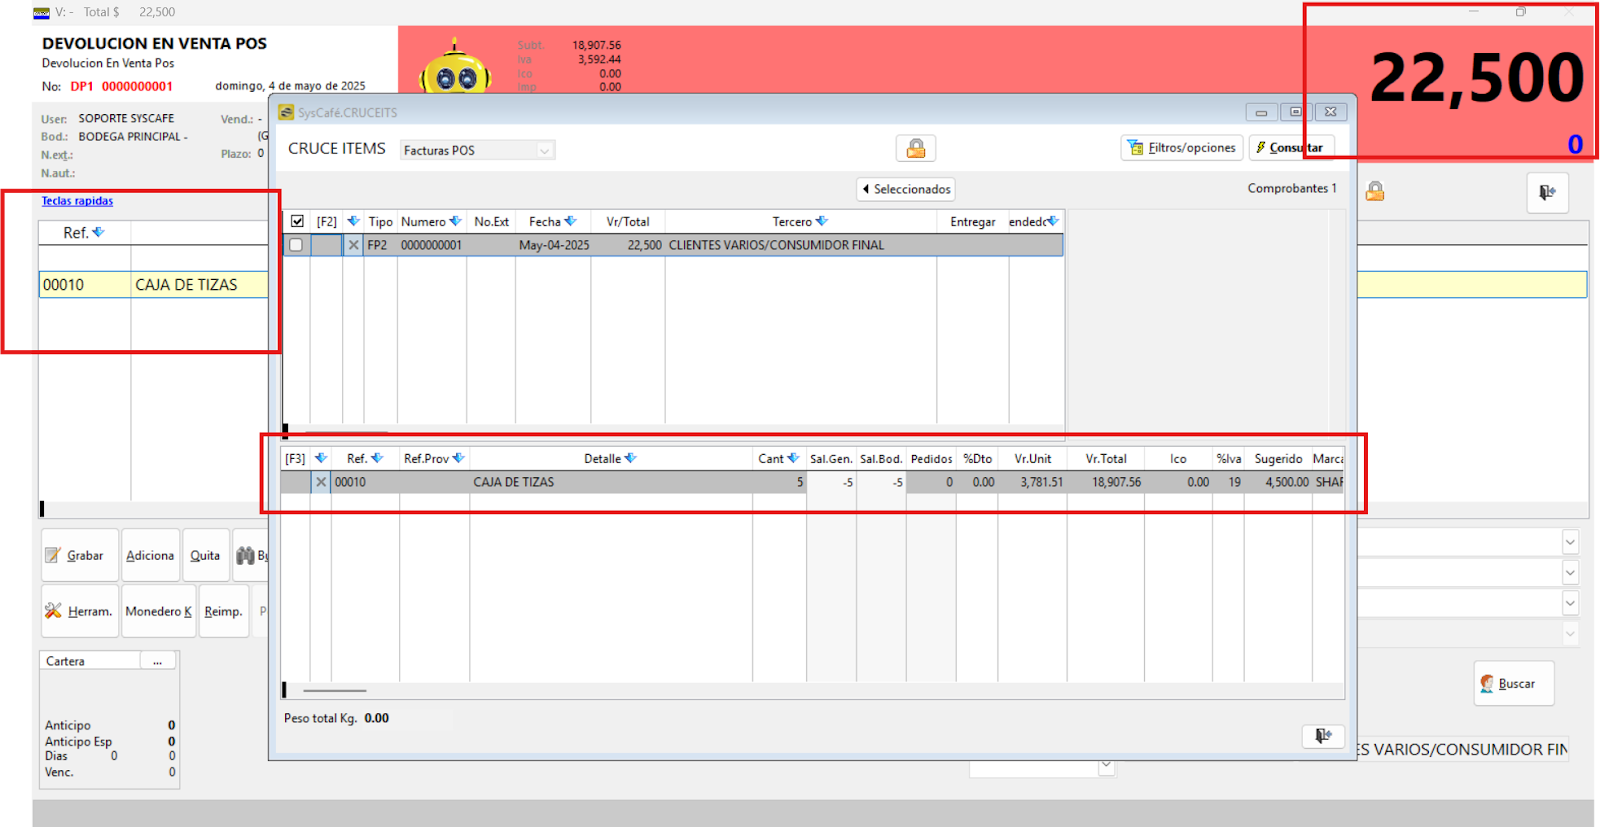 V: - Total $ 22,500
DEVOLUCION EN VENTA POS
Devolucion En Venta Pos
No: DP1 0000000001 domingo, 4 de mayo de 2025
Subt. 18,907.56
Iva 3,592.44
Ico 0.00
Imp 0.00
22,500
0
User: SOPORTE SYSCAFE Vend.: -
Bod.: BODEGA PRINCIPAL - (G
N.ext.: Plazo: 0
N.aut.:
Teclas rapidas
Ref.
00010 CAJA DE TIZAS
SysCafé.CRUCEITS
CRUCE ITEMS Facturas POS Filtros/opciones Consultar
Seleccionados Comprobantes 1
[F2] Tipo Numero No.Ext Fecha Vr/Total Tercero Entregar endedc
FP2 0000000001 May-04-2025 22,500 CLIENTES VARIOS/CONSUMIDOR FINAL
[F3] Ref. Ref.Prov Detalle Cant Sal.Gen. Sal.Bod. Pedidos %Dto Vr.Unit Vr.Total Ico %Iva Sugerido Marca
00010 CAJA DE TIZAS 5 -5 -5 0 0.00 3,781.51 18,907.56 0.00 19 4,500.00 SHAR
Peso total Kg. 0.00
Grabar Adiciona Quita Bu
Herram. Monedero K Reimp. P
Cartera ...
Anticipo 0
Anticipo Esp 0
Dias 0 0
Venc. 0
Buscar
ES VARIOS/CONSUMIDOR FIN